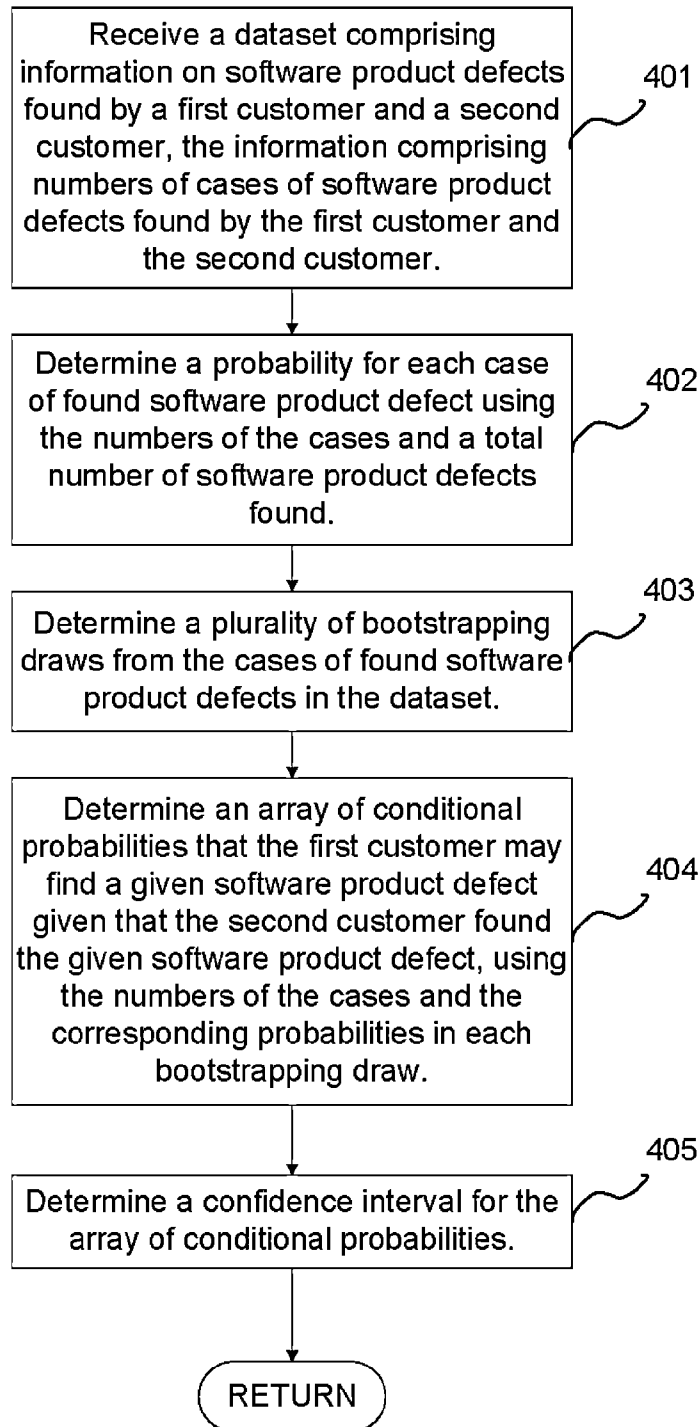 Receive a dataset comprising
information on software product defects
found by a first customer and a second
customer, the information comprising
numbers of cases of software product
defects found by the first customer and
the second customer.
401
Determine a probability for each case
of found software product defect using
the numbers of the cases and a total
number of software product defects
found.
402
Determine a plurality of bootstrapping
draws from the cases of found software
product defects in the dataset.
403
Determine an array of conditional
probabilities that the first customer may
find a given software product defect
given that the second customer found
the given software product defect, using
the numbers of the cases and the
corresponding probabilities in each
bootstrapping draw.
404
Determine a confidence interval for the
array of conditional probabilities.
405
RETURN